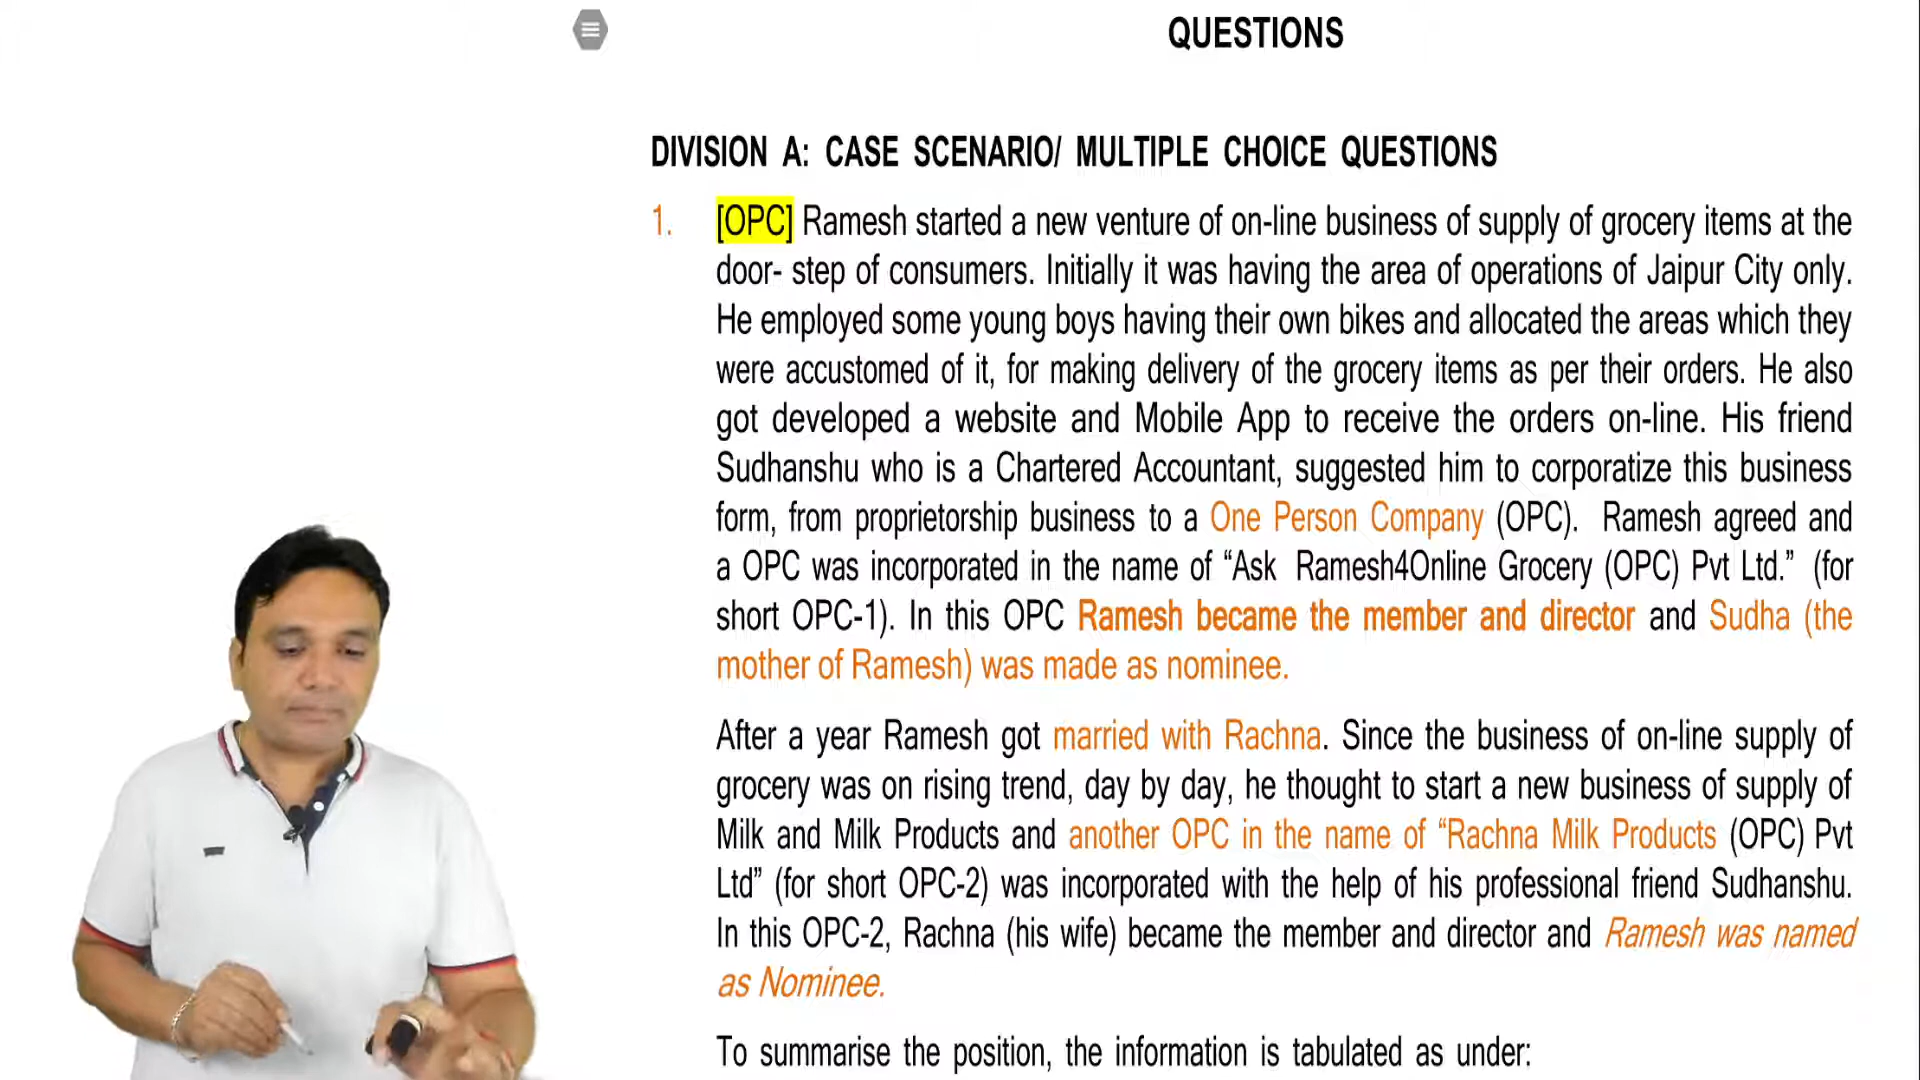 QUESTIONS
DIVISION A: CASE SCENARIO/ MULTIPLE CHOICE QUESTIONS
1. [OPC] Ramesh started a new venture of on-line business of supply of grocery items at the
door- step of consumers. Initially it was having the area of operations of Jaipur City only.
He employed some young boys having their own bikes and allocated the areas which they
were accustomed of it, for making delivery of the grocery items as per their orders. He also
got developed a website and Mobile App to receive the orders on-line. His friend
Sudhanshu who is a Chartered Accountant, suggested him to corporatize this business
form, from proprietorship business to a One Person Company (OPC). Ramesh agreed and
a OPC was incorporated in the name of “Ask Ramesh4Online Grocery (OPC) Pvt Ltd.” (for
short OPC-1). In this OPC Ramesh became the member and director and Sudha (the
mother of Ramesh) was made as nominee.
After a year Ramesh got married with Rachna. Since the business of on-line supply of
grocery was on rising trend, day by day, he thought to start a new business of supply of
Milk and Milk Products and another OPC in the name of “Rachna Milk Products (OPC) Pvt
Ltd” (for short OPC-2) was incorporated with the help of his professional friend Sudhanshu.
In this OPC-2, Rachna (his wife) became the member and director and Ramesh was named
as Nominee.
To summarise the position, the information is tabulated as under: